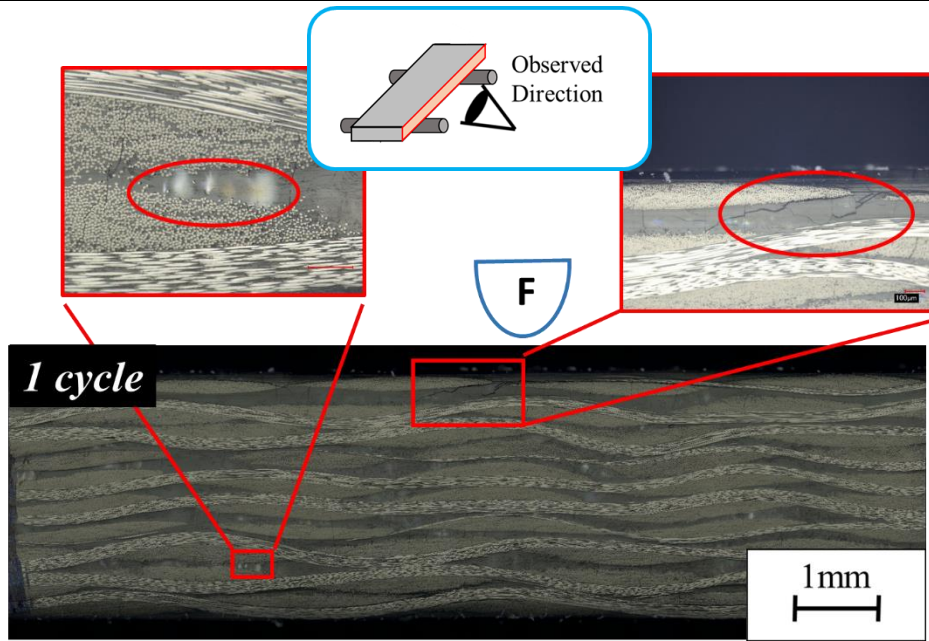 Observed
Direction
F
100μm
1 cycle
1mm